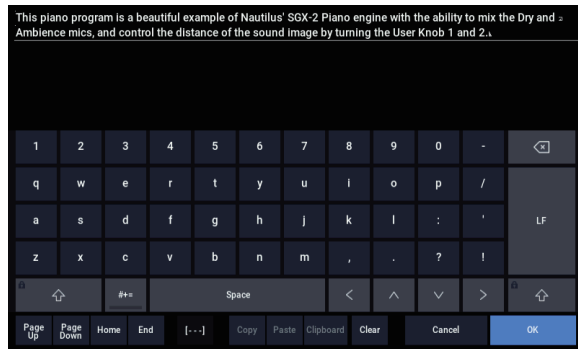 This piano program is a beautiful example of Nautilus' SGX-2 Piano engine with the ability to mix the Dry and
Ambience mics, and control the distance of the sound image by turning the User Knob 1 and 2.
1 2 3 4 5 6 7 8 9 0 -
q w e r t y u i o p /
a s d f g h j k l : ' LF
z x c v b n m , . ? !
#+= Space < >
Page Up Page Down Home End [---] Copy Paste Clipboard Clear Cancel OK